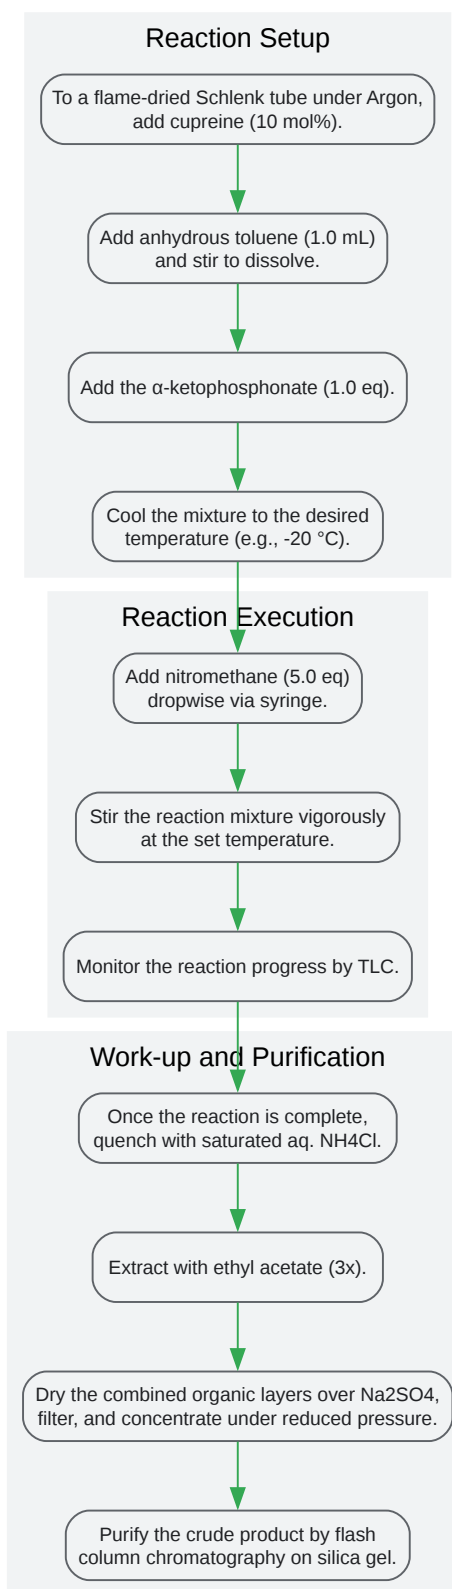 Reaction Setup
To a flame-dried Schlenk tube under Argon,
add cupreine (10 mol%).
Add anhydrous toluene (1.0 mL)
and stir to dissolve.
Add the α-ketophosphonate (1.0 eq).
Cool the mixture to the desired
temperature (e.g., -20 °C).
Reaction Execution
Add nitromethane (5.0 eq)
dropwise via syringe.
Stir the reaction mixture vigorously
at the set temperature.
Monitor the reaction progress by TLC.
Work-up and Purification
Once the reaction is complete,
quench with saturated aq. NH4Cl.
Extract with ethyl acetate (3x).
Dry the combined organic layers over Na2SO4,
filter, and concentrate under reduced pressure.
Purify the crude product by flash
column chromatography on silica gel.